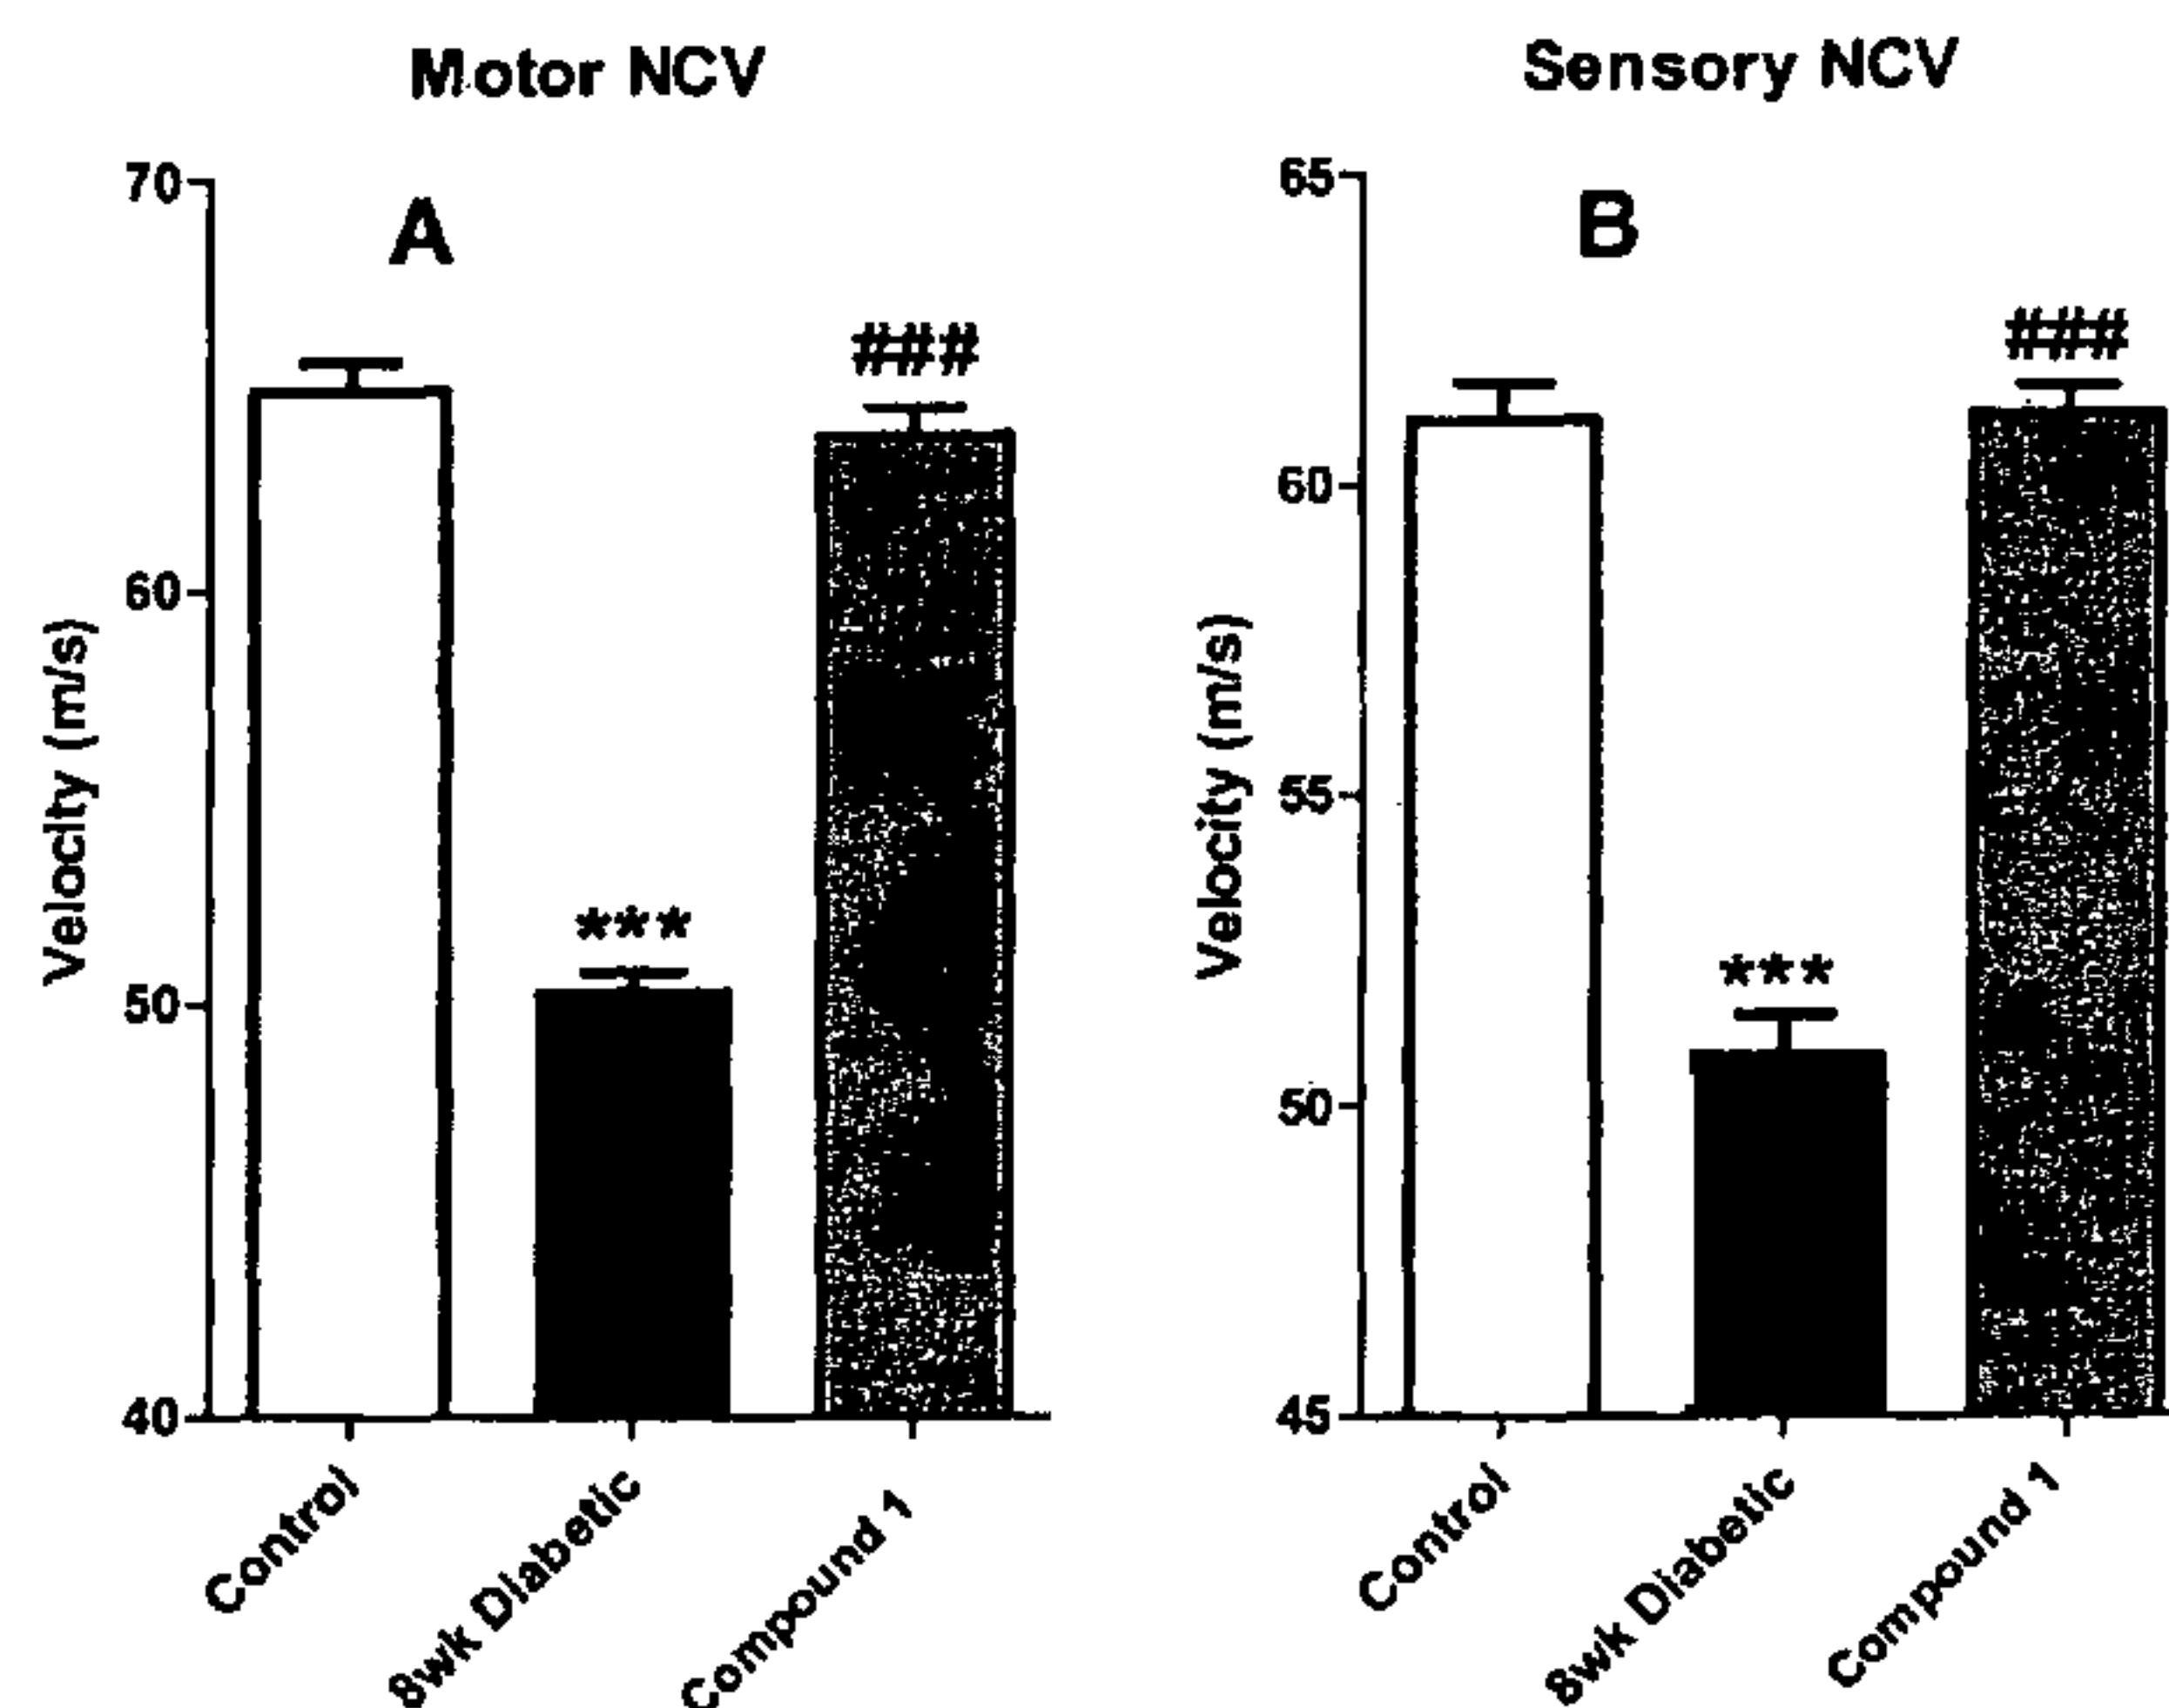 Motor NCV
A
Velocity (m/s)
70
60
50
40
***
###
Control
8wk Diabetic
Compound 1
Sensory NCV
B
Velocity (m/s)
65
60
55
50
45
***
###
Control
8wk Diabetic
Compound 1